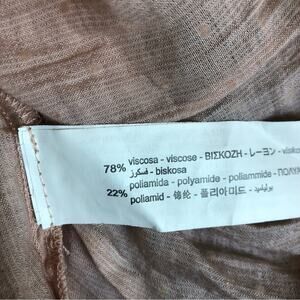 viscosa - viscose - ΒΙΣΚΟΖΗ - レーヨン -
78% فسكوز - biskosa
poliamida - polyamide - poliammide -
22% poliamid - 锦纶 - 폴리아미드 - بوليأميد